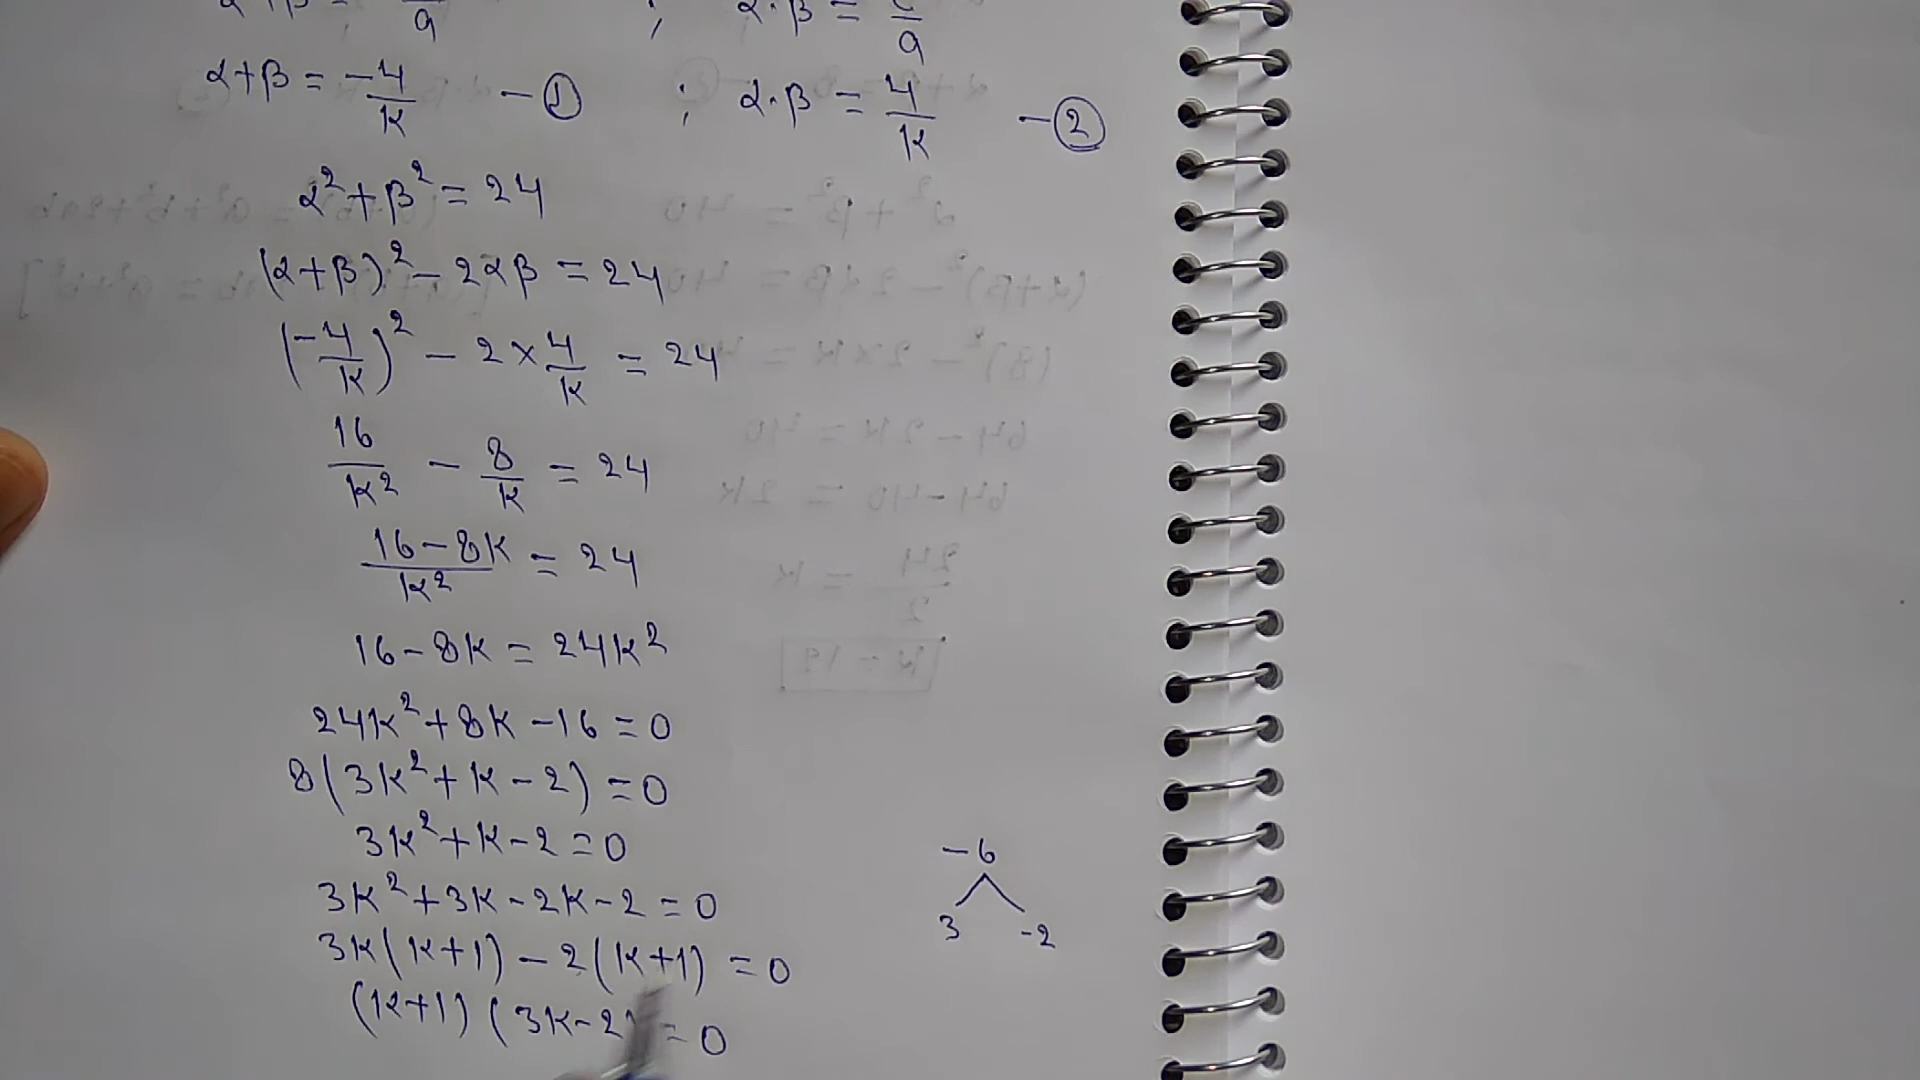 α+β = −/a ; α·β = c/a
α+β = −4/k − ① ; α·β = 4/k − ②
α² + β² = 24
(α+β)² − 2αβ = 24
(−4/k)² − 2 × 4/k = 24
16/k² − 8/k = 24
16−8k/k² = 24
16−8k = 24k²
24k² + 8k − 16 = 0
8(3k² + k − 2) = 0
3k² + k − 2 = 0
3k² + 3k − 2k − 2 = 0
3k(k+1) − 2(k+1) = 0
(k+1)(3k−2) = 0
−6
3 -2